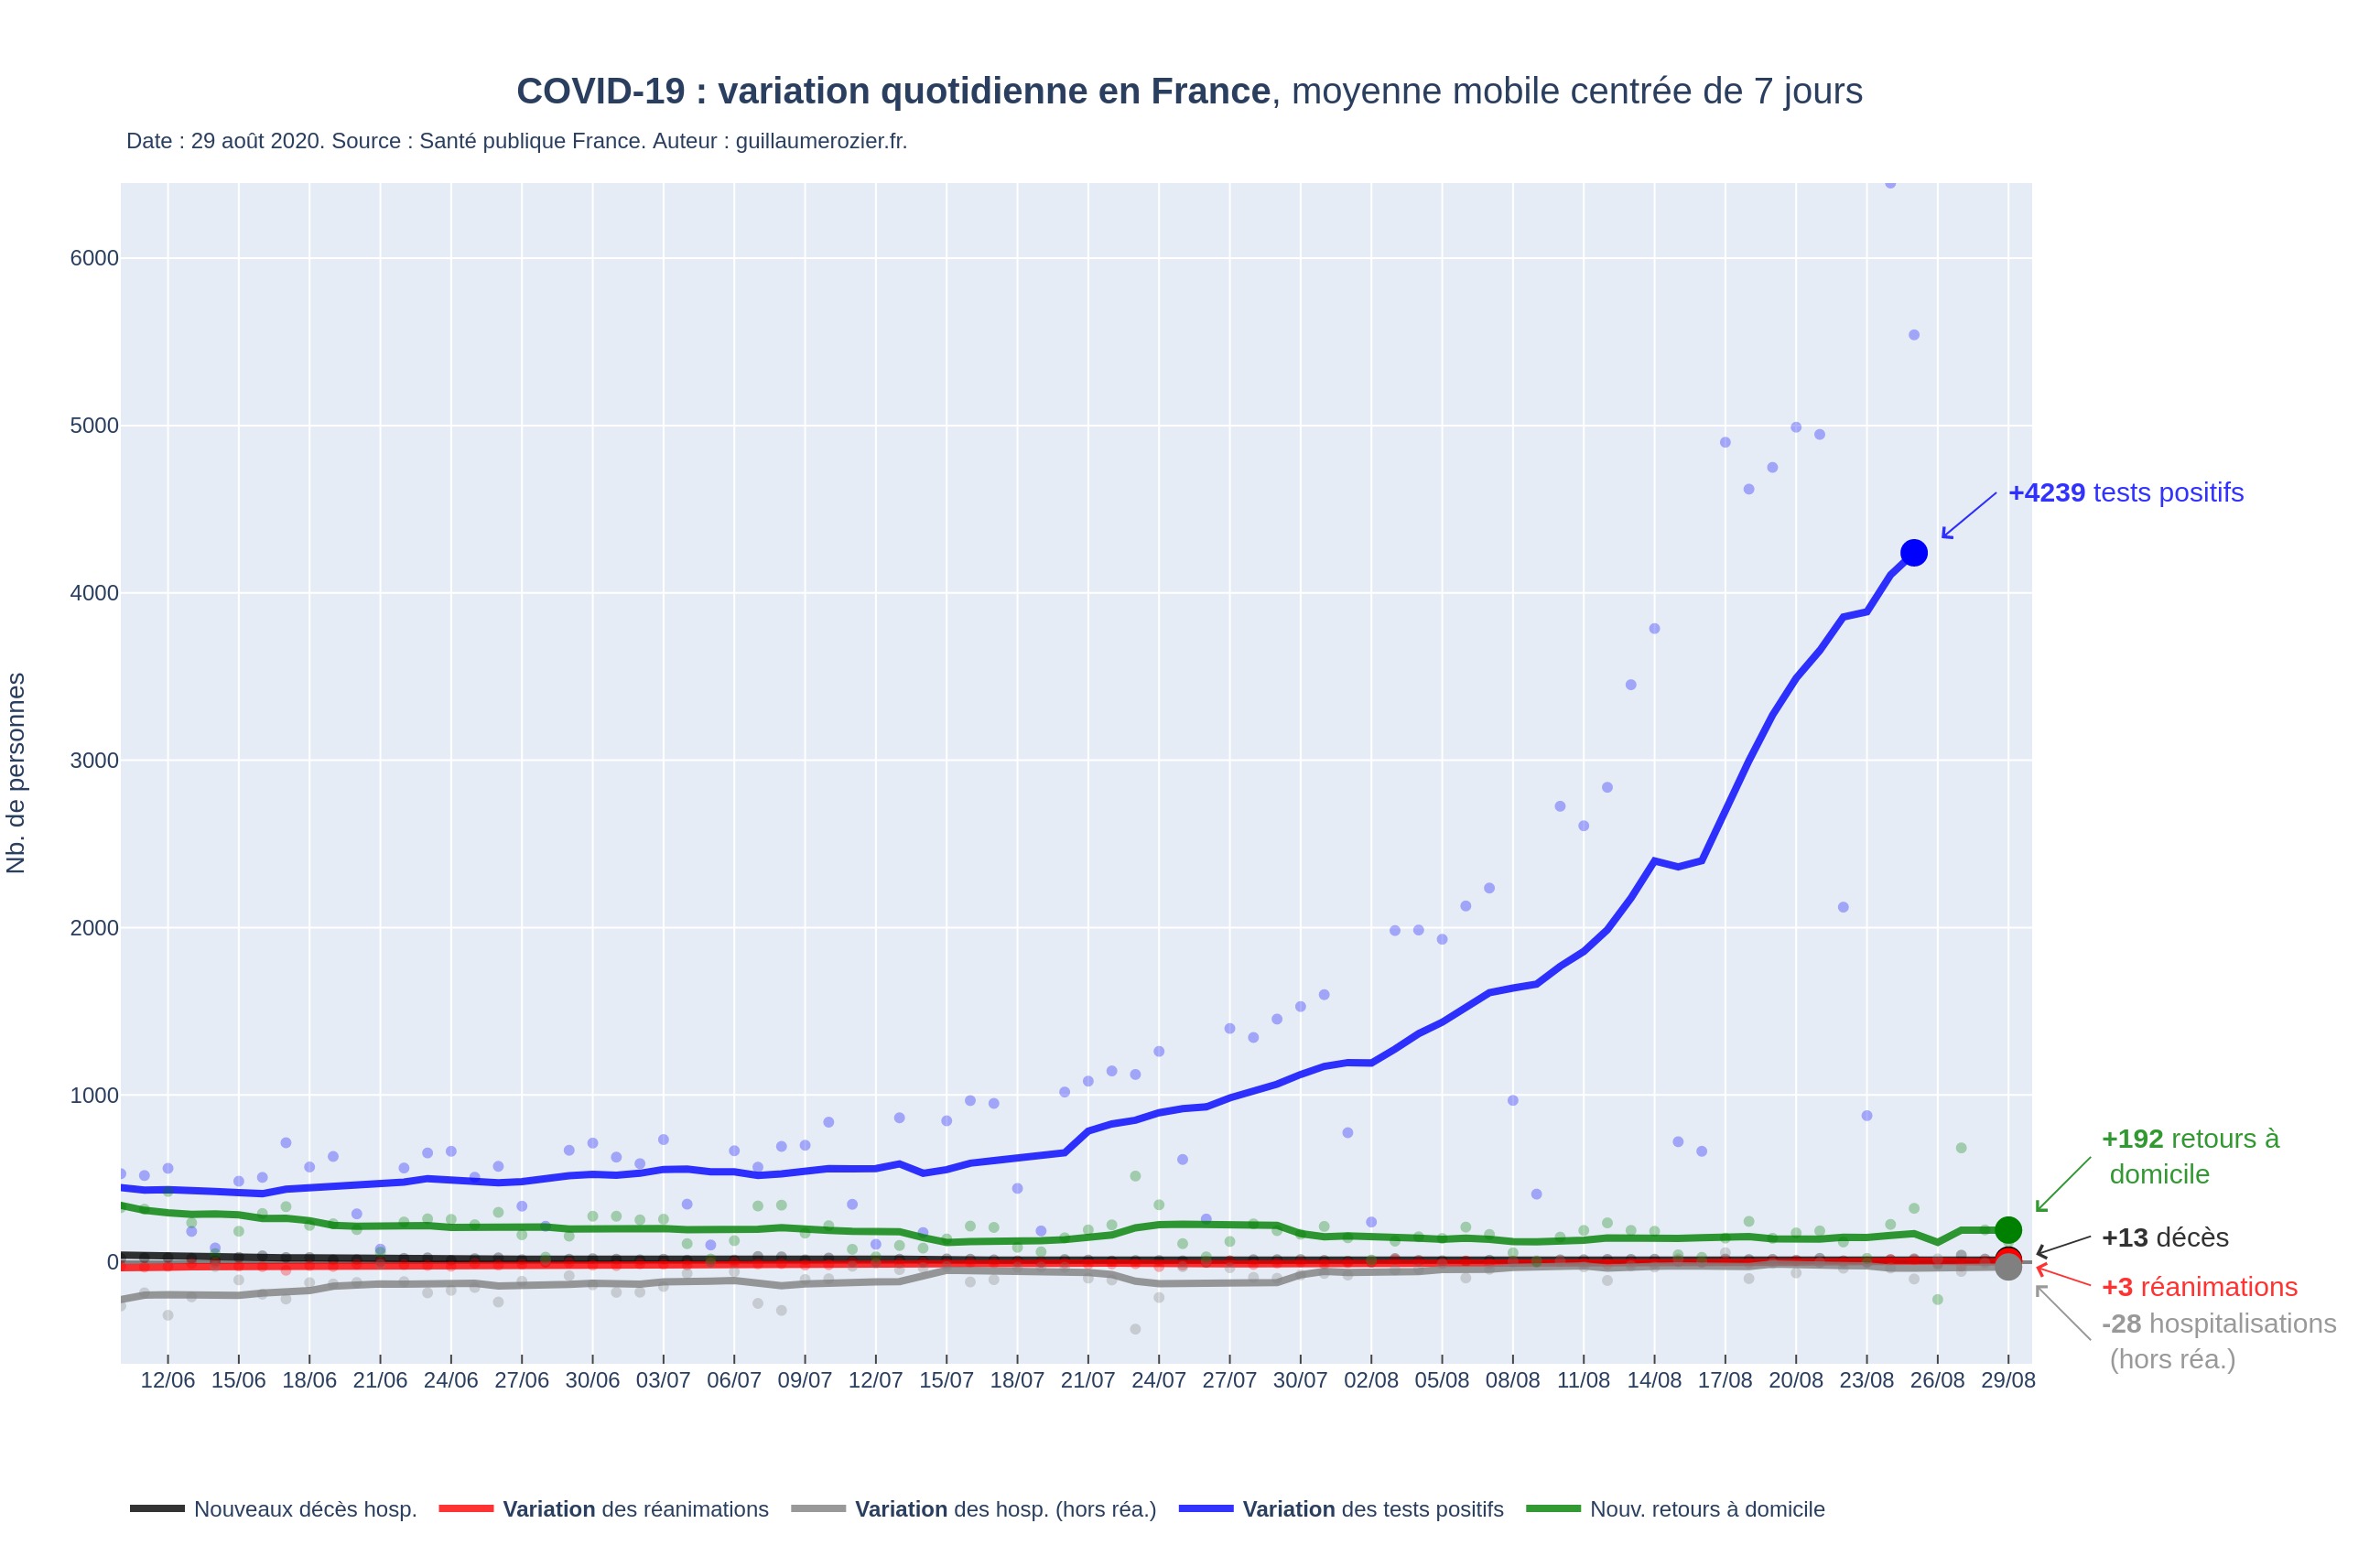 COVID-19 : variation quotidienne en France, moyenne mobile centrée de 7 jours
Date : 29 août 2020. Source : Santé publique France. Auteur : guillaumerozier.fr.
Nb. de personnes
6000
5000
4000
3000
2000
1000
0
+4239 tests positifs
+192 retours à
domicile
+13 décès
+3 réanimations
-28 hospitalisations
(hors réa.)
12/06 15/06 18/06 21/06 24/06 27/06 30/06 03/07 06/07 09/07 12/07 15/07 18/07 21/07 24/07 27/07 30/07 02/08 05/08 08/08 11/08 14/08 17/08 20/08 23/08 26/08 29/08
Nouveaux décès hosp. Variation des réanimations Variation des hosp. (hors réa.) Variation des tests positifs Nouv. retours à domicile